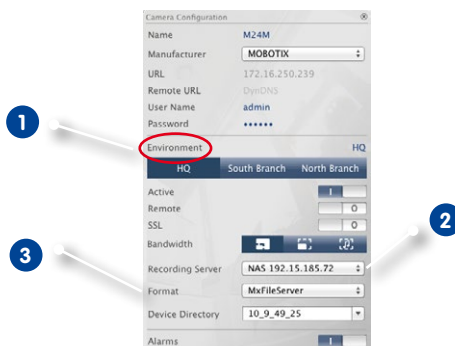 Camera Configuration
Name M24M
Manufacturer MOBOTIX
URL 172.16.250.239
Remote URL DynDNS
User Name admin
Password ••••••
1
Environment HQ
HQ South Branch North Branch
Active I
Remote O
SSL O
2
Bandwidth
3
Recording Server NAS 192.15.185.72
Format MxFileServer
Device Directory 10_9_49_25
Alarms I